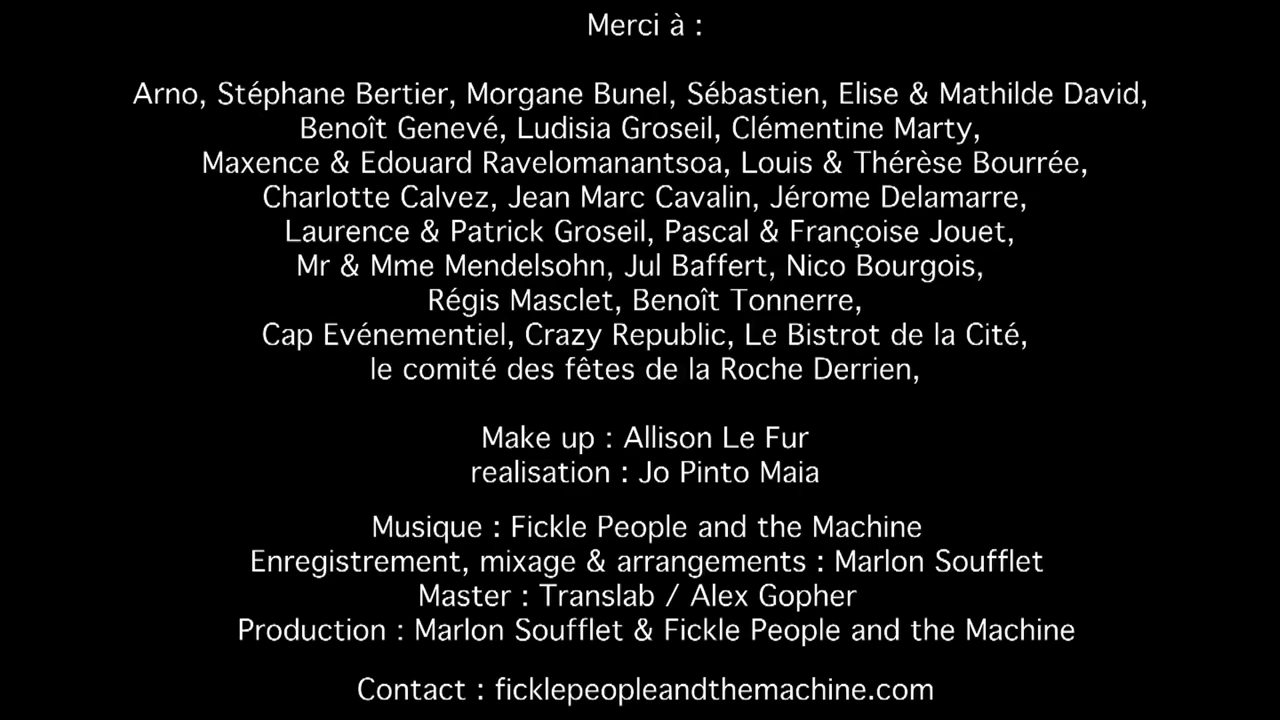 Merci à :
Arno, Stéphane Bertier, Morgane Bunel, Sébastien, Elise & Mathilde David,
Benoît Genevé, Ludisia Groseil, Clémentine Marty,
Maxence & Edouard Ravelomanantsoa, Louis & Thérèse Bourrée,
Charlotte Calvez, Jean Marc Cavalin, Jérome Delamarre,
Laurence & Patrick Groseil, Pascal & Françoise Jouet,
Mr & Mme Mendelsohn, Jul Baffert, Nico Bourgois,
Régis Masclet, Benoît Tonnerre,
Cap Evénementiel, Crazy Republic, Le Bistrot de la Cité,
le comité des fêtes de la Roche Derrien,
Make up : Allison Le Fur
realisation : Jo Pinto Maia
Musique : Fickle People and the Machine
Enregistrement, mixage & arrangements : Marlon Soufflet
Master : Translab / Alex Gopher
Production : Marlon Soufflet & Fickle People and the Machine
Contact : ficklepeopleandthemachine.com